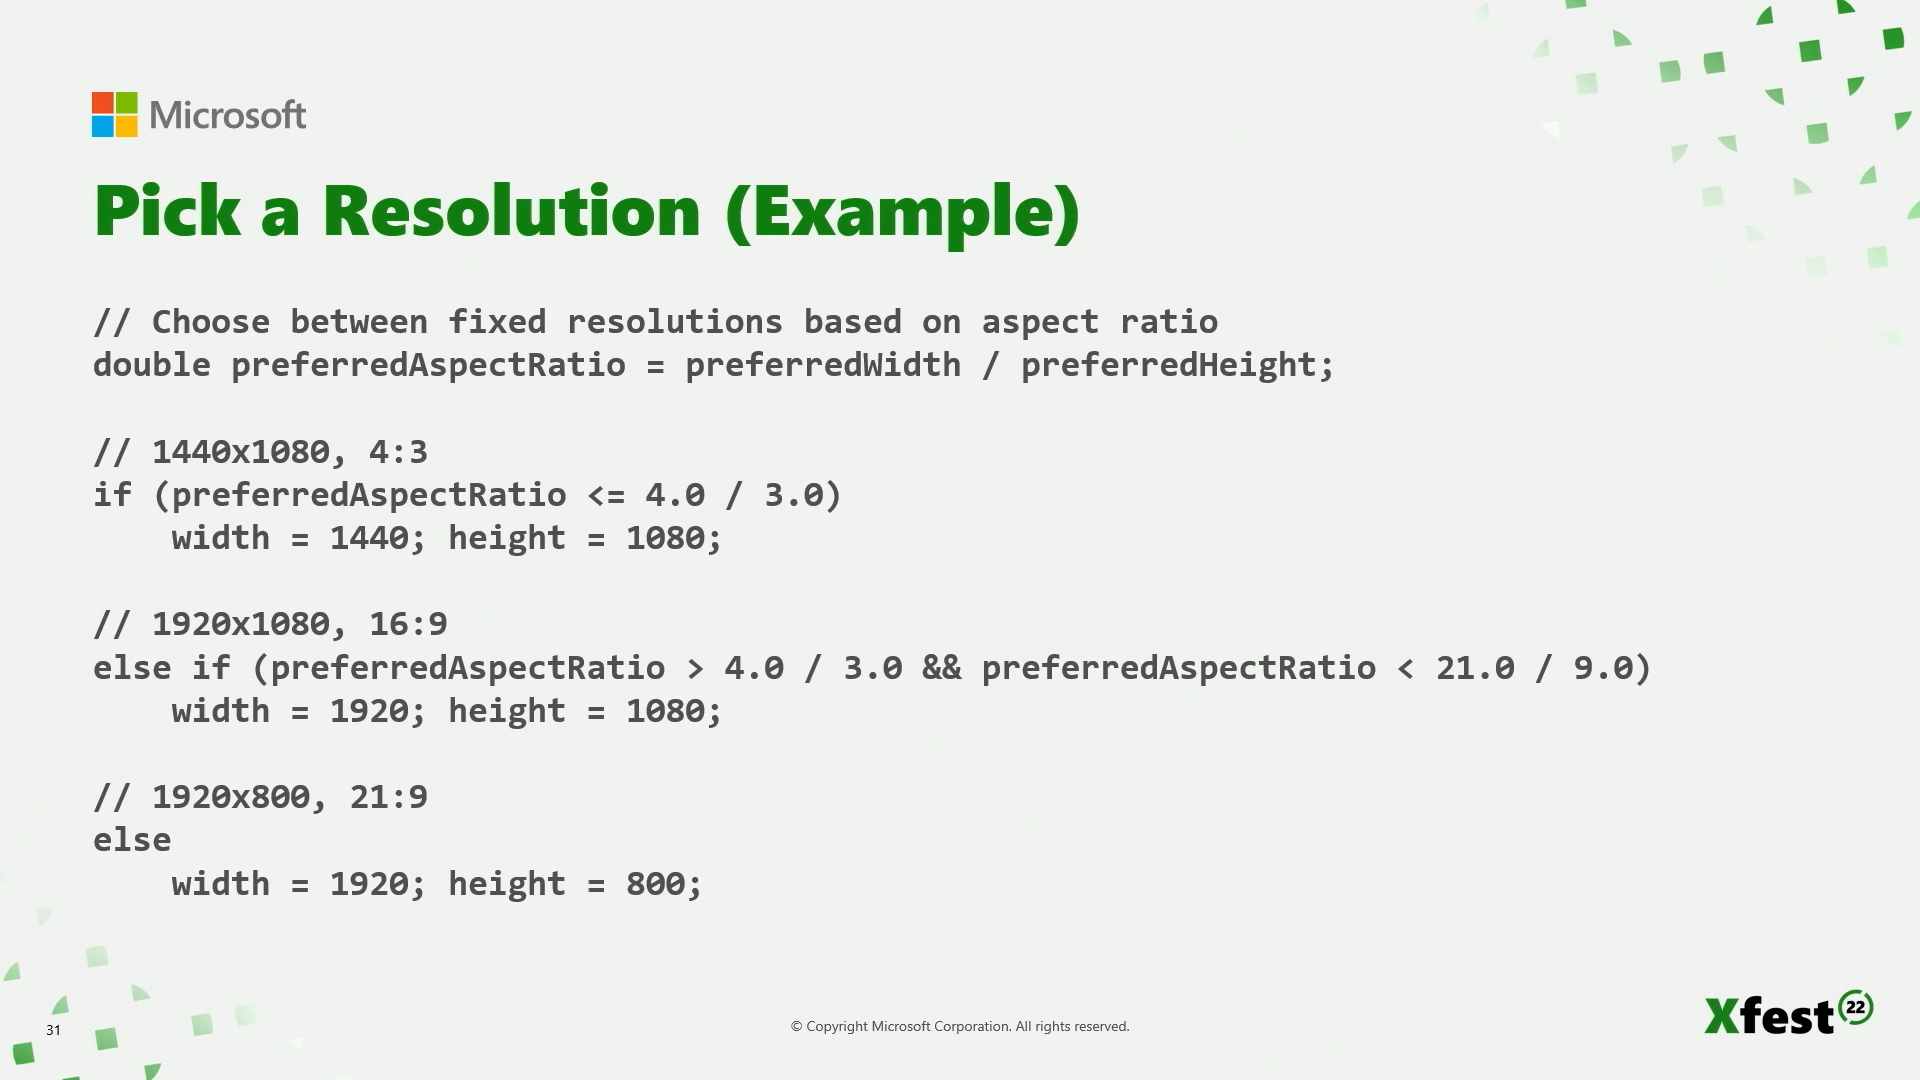 Microsoft
Pick a Resolution (Example)
// Choose between fixed resolutions based on aspect ratio
double preferredAspectRatio = preferredWidth / preferredHeight;
// 1440x1080, 4:3
if (preferredAspectRatio <= 4.0 / 3.0)
    width = 1440; height = 1080;
// 1920x1080, 16:9
else if (preferredAspectRatio > 4.0 / 3.0 && preferredAspectRatio < 21.0 / 9.0)
    width = 1920; height = 1080;
// 1920x800, 21:9
else
    width = 1920; height = 800;
31
© Copyright Microsoft Corporation. All rights reserved.
Xfest 22